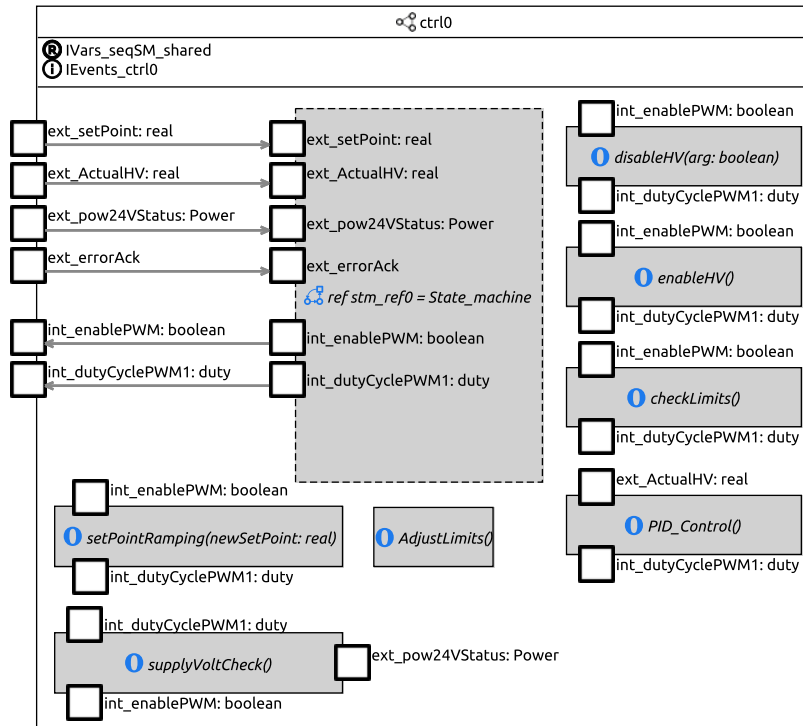 ctrl0
R IVars_seqSM_shared
i IEvents_ctrl0
ext_setPoint: real
ext_ActualHV: real
ext_pow24VStatus: Power
ext_errorAck
int_enablePWM: boolean
int_dutyCyclePWM1: duty
ext_setPoint: real
ext_ActualHV: real
ext_pow24VStatus: Power
ext_errorAck
ref stm_ref0 = State_machine
int_enablePWM: boolean
int_dutyCyclePWM1: duty
int_enablePWM: boolean
O disableHV(arg: boolean)
int_dutyCyclePWM1: duty
int_enablePWM: boolean
O enableHV()
int_dutyCyclePWM1: duty
int_enablePWM: boolean
O checkLimits()
int_dutyCyclePWM1: duty
ext_ActualHV: real
O PID_Control()
int_dutyCyclePWM1: duty
int_enablePWM: boolean
O setPointRamping(newSetPoint: real)
int_dutyCyclePWM1: duty
O AdjustLimits()
int_dutyCyclePWM1: duty
O supplyVoltCheck()
ext_pow24VStatus: Power
int_enablePWM: boolean